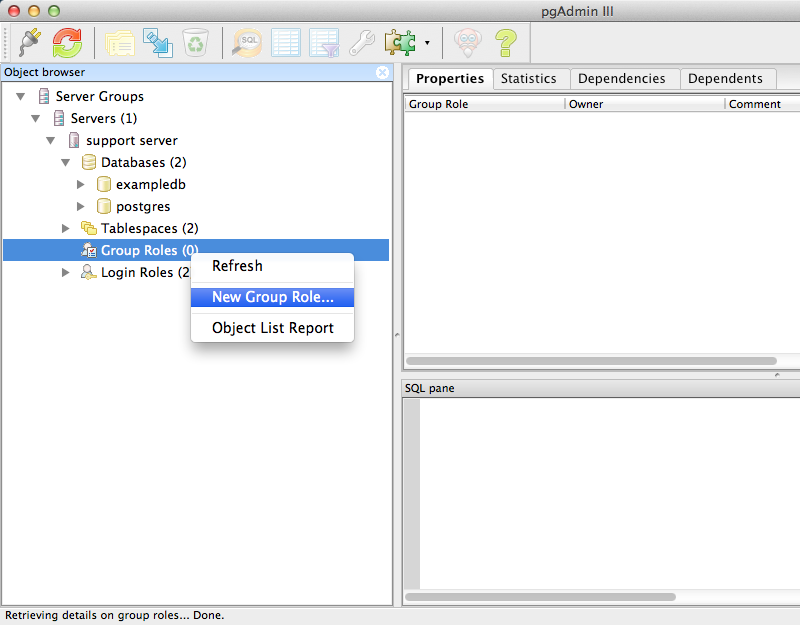 pgAdmin III
SQL
Object browser
Server Groups
Servers (1)
support server
Databases (2)
exampledb
postgres
Tablespaces (2)
Group Roles (0)
Login Roles (2
Refresh
New Group Role...
Object List Report
Properties
Statistics
Dependencies
Dependents
Group Role
Owner
Comment
SQL pane
Retrieving details on group roles... Done.